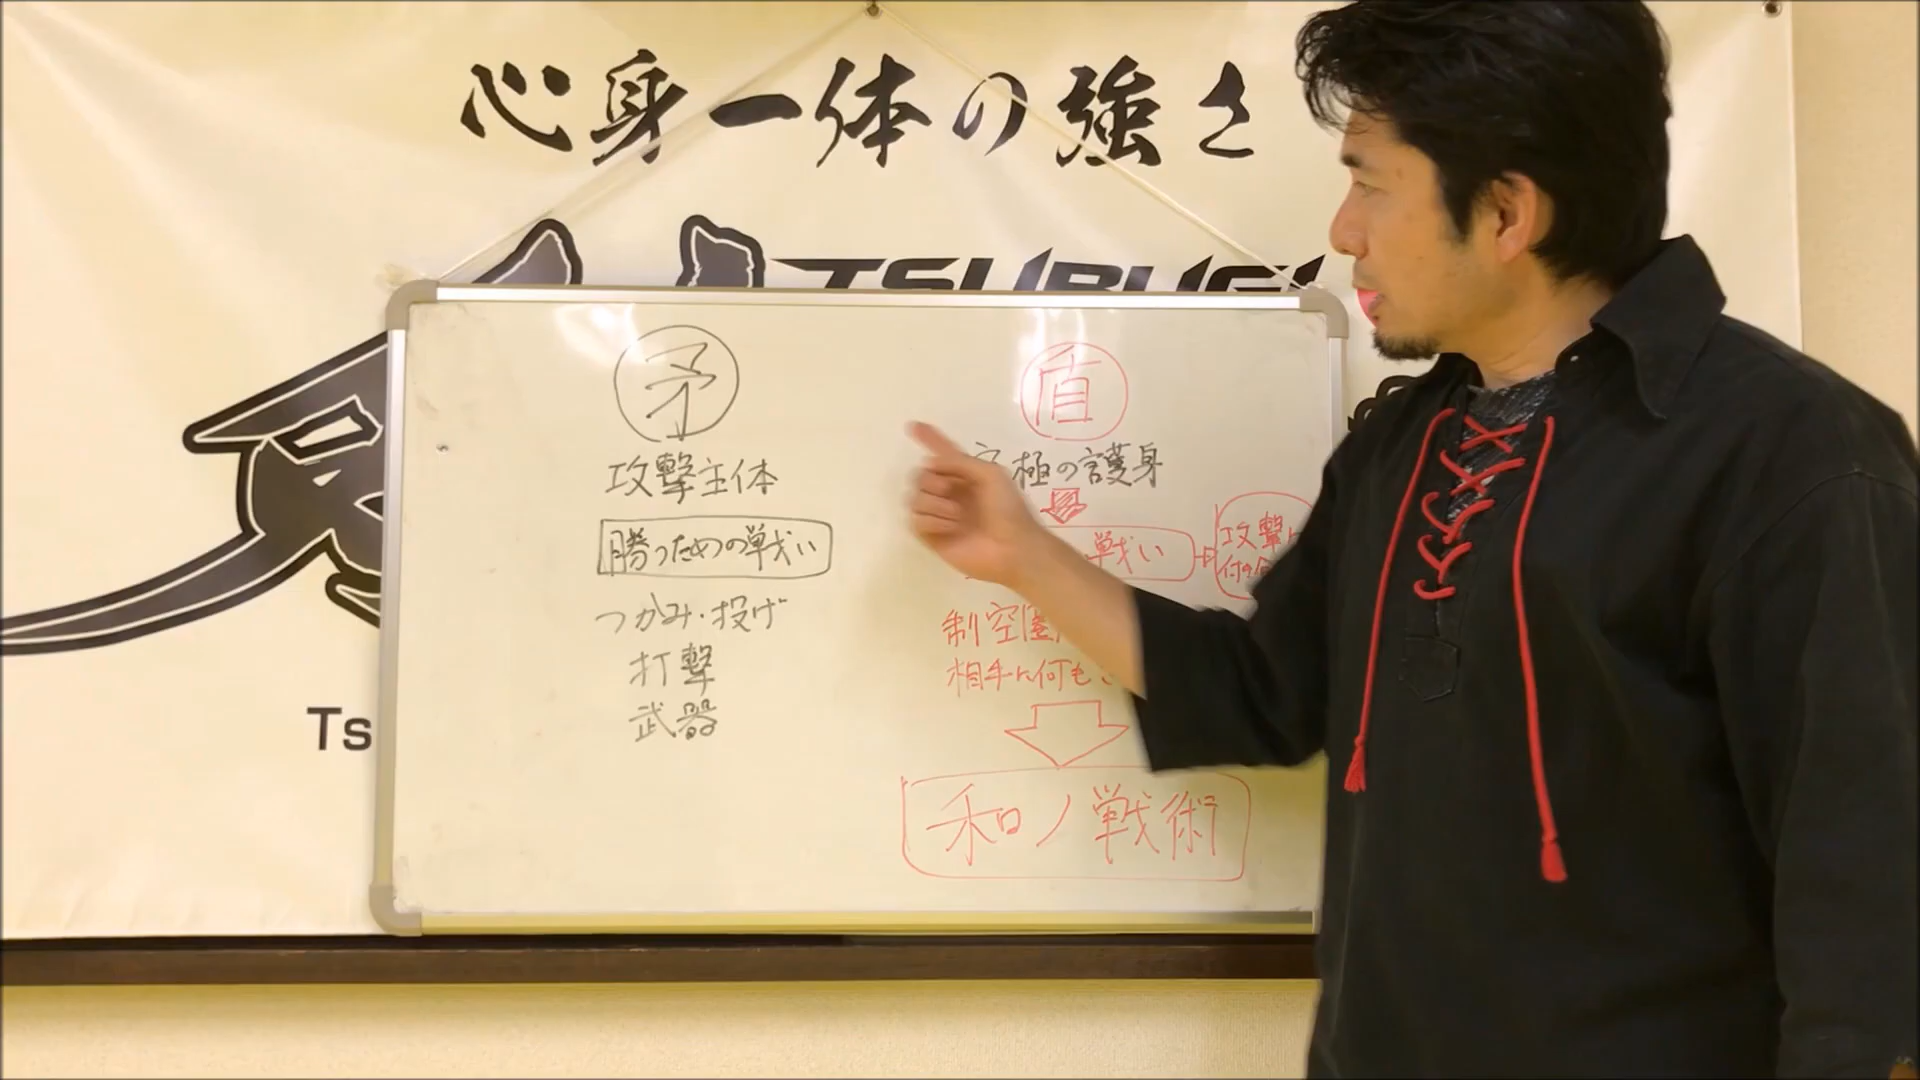 心身一体の強さ
TSUBUGI
Ts
矛
攻撃主体
勝つための戦い
つかみ・投げ
打撃
武器
盾
極の護身
戦い
攻撃
制空圏
相手に何も
和ノ戦術